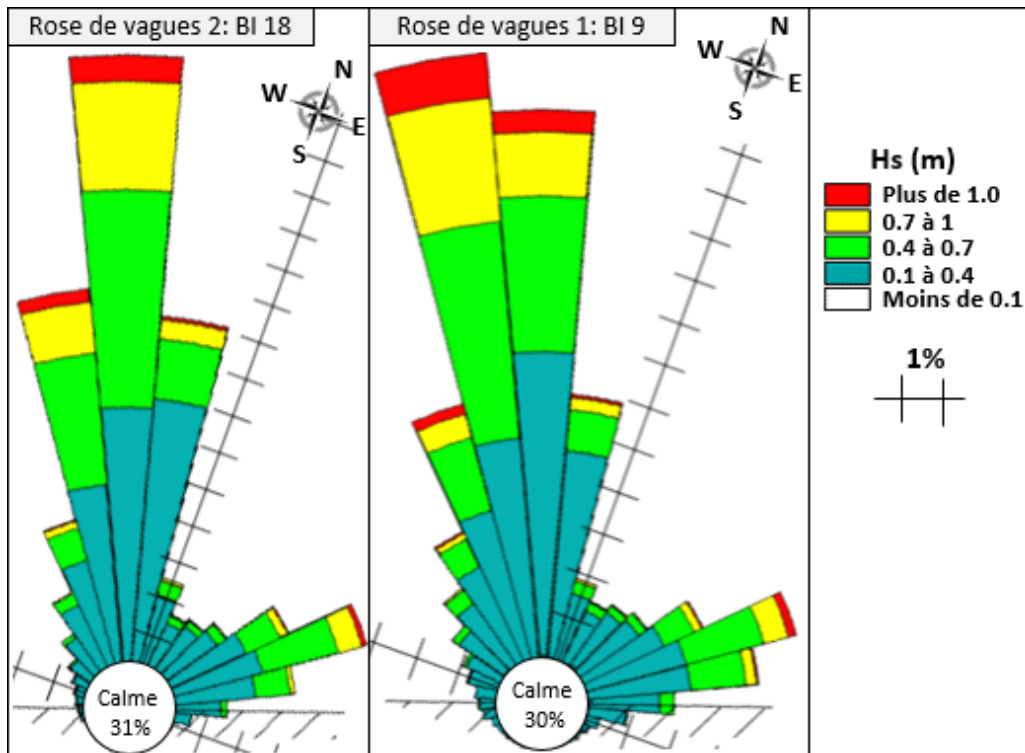 Rose de vagues 2: BI 18
N
W
E
S
Calme
31%
Rose de vagues 1: BI 9
N
W
E
S
Calme
30%
Hs (m)
Plus de 1.0
0.7 à 1
0.4 à 0.7
0.1 à 0.4
Moins de 0.1
1%